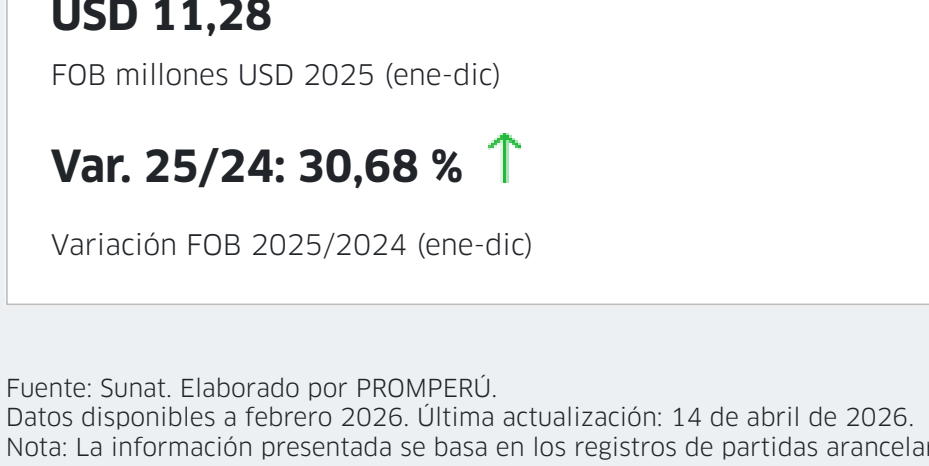 USD 11,28
FOB millones USD 2025 (ene-dic)
Var. 25/24: 30,68 %
Variación FOB 2025/2024 (ene-dic)
Fuente: Sunat. Elaborado por PROMPERÚ.
Datos disponibles a febrero 2026. Última actualización: 14 de abril de 2026.
Nota: La información presentada se basa en los registros de partidas